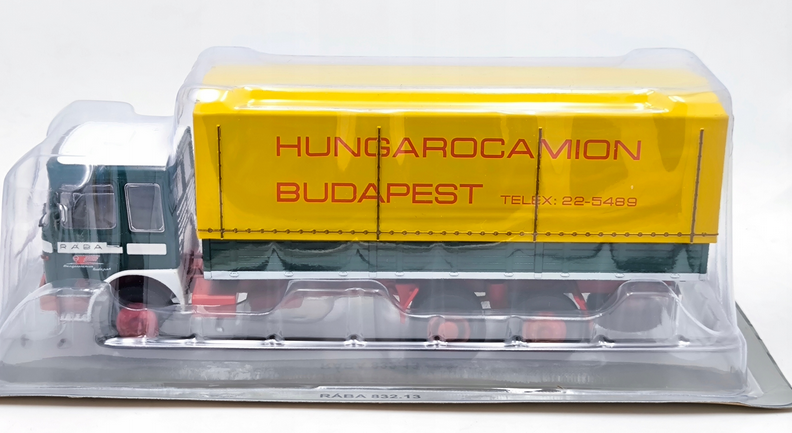 HUNGAROCAMION
BUDAPEST TELEX: 22-5489
RÁBA
RÁBA 832.13